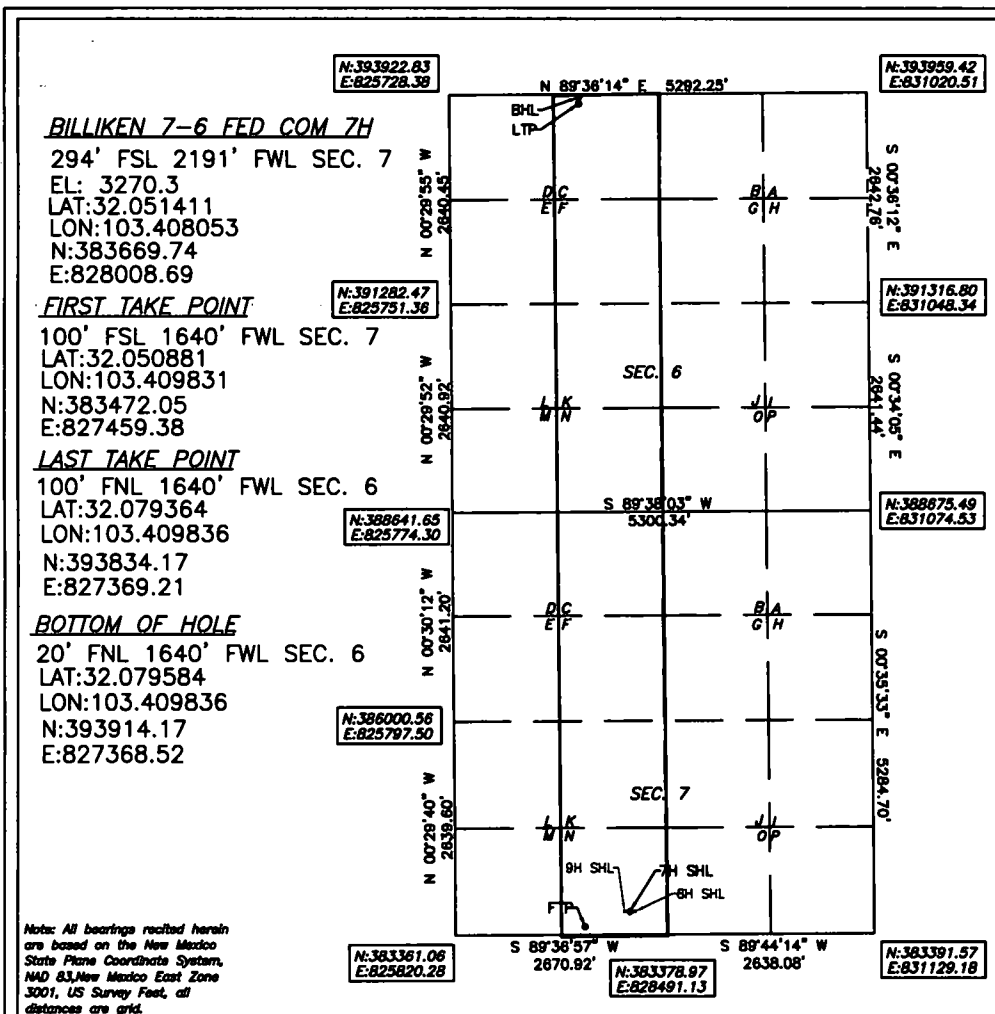 BILLIKEN 7-6 FED COM 7H
294' FSL 2191' FWL SEC. 7
EL: 3270.3
LAT:32.051411
LON:103.408053
N:383669.74
E:828008.69
FIRST TAKE POINT
100' FSL 1640' FWL SEC. 7
LAT:32.050881
LON:103.409831
N:383472.05
E:827459.38
LAST TAKE POINT
100' FNL 1640' FWL SEC. 6
LAT:32.079364
LON:103.409836
N:393834.17
E:827369.21
BOTTOM OF HOLE
20' FNL 1640' FWL SEC. 6
LAT:32.079584
LON:103.409836
N:393914.17
E:827368.52
Note: All bearings recited herein
are based on the New Mexico
State Plane Coordinate System,
NAD 83,New Mexico East Zone
3001, US Survey Feet, all
distances are grid.
N:393922.83
E:825728.38
N 89°36'14" E 5292.25'
N:393959.42
E:831020.51
BHL
LTP
N 00°29'55" W
2640.45'
D C
E F
B A
G H
S 00°36'12" E
2642.76'
N:391282.47
E:825751.36
N:391316.80
E:831048.34
SEC. 6
N 00°29'52" W
2640.92'
L K
M N
J I
O P
S 00°34'05" E
2641.44'
N:388641.65
E:825774.30
S 89°38'03" W
5300.34'
N:388675.49
E:831074.53
N 00°30'12" W
2641.20'
D C
E F
B A
G H
S 00°35'33" E 5284.70'
N:386000.56
E:825797.50
SEC. 7
N 00°29'40" W
2639.60'
L K
M N
J I
O P
9H SHL
7H SHL
8H SHL
FTP
S 89°36'57" W
2670.92'
S 89°44'14" W
2638.08'
N:383361.06
E:825820.28
N:383378.97
E:828491.13
N:383391.57
E:831129.18